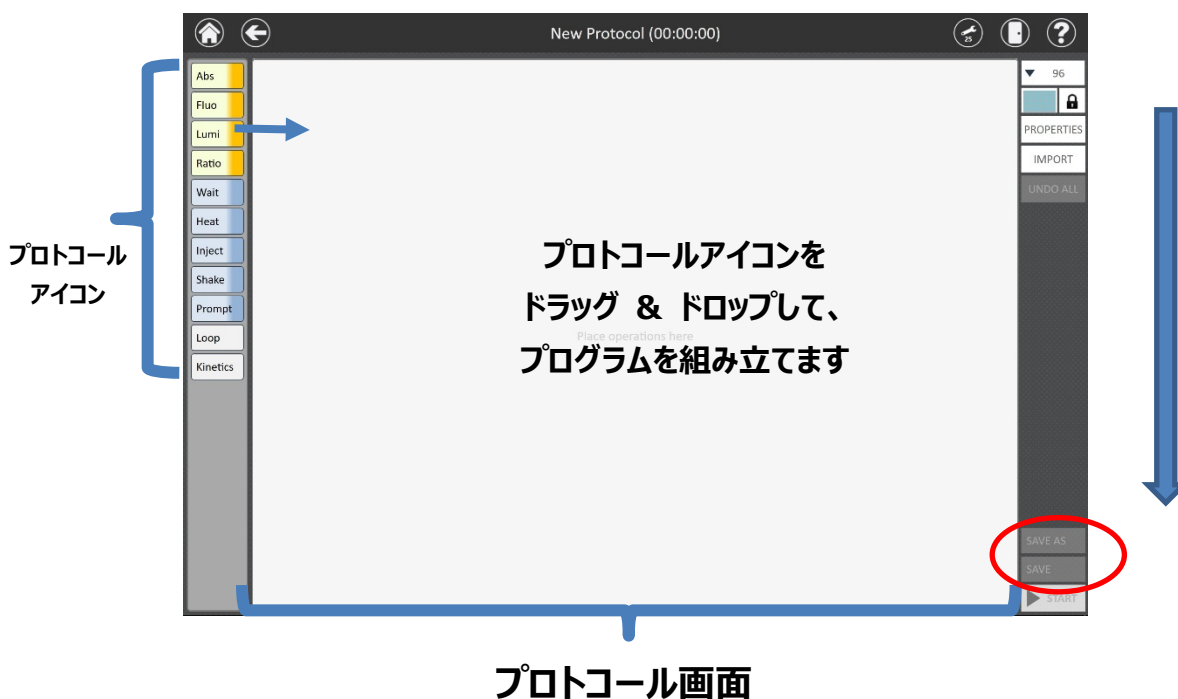 New Protocol (00:00:00)
25
Abs
Fluo
Lumi
Ratio
Wait
Heat
Inject
Shake
Prompt
Loop
Kinetics
プロトコール
アイコン
プロトコールアイコンを
ドラッグ & ドロップして、
Place operations here
プログラムを組み立てます
96
PROPERTIES
IMPORT
UNDO ALL
SAVE AS
SAVE
START
プロトコール画面